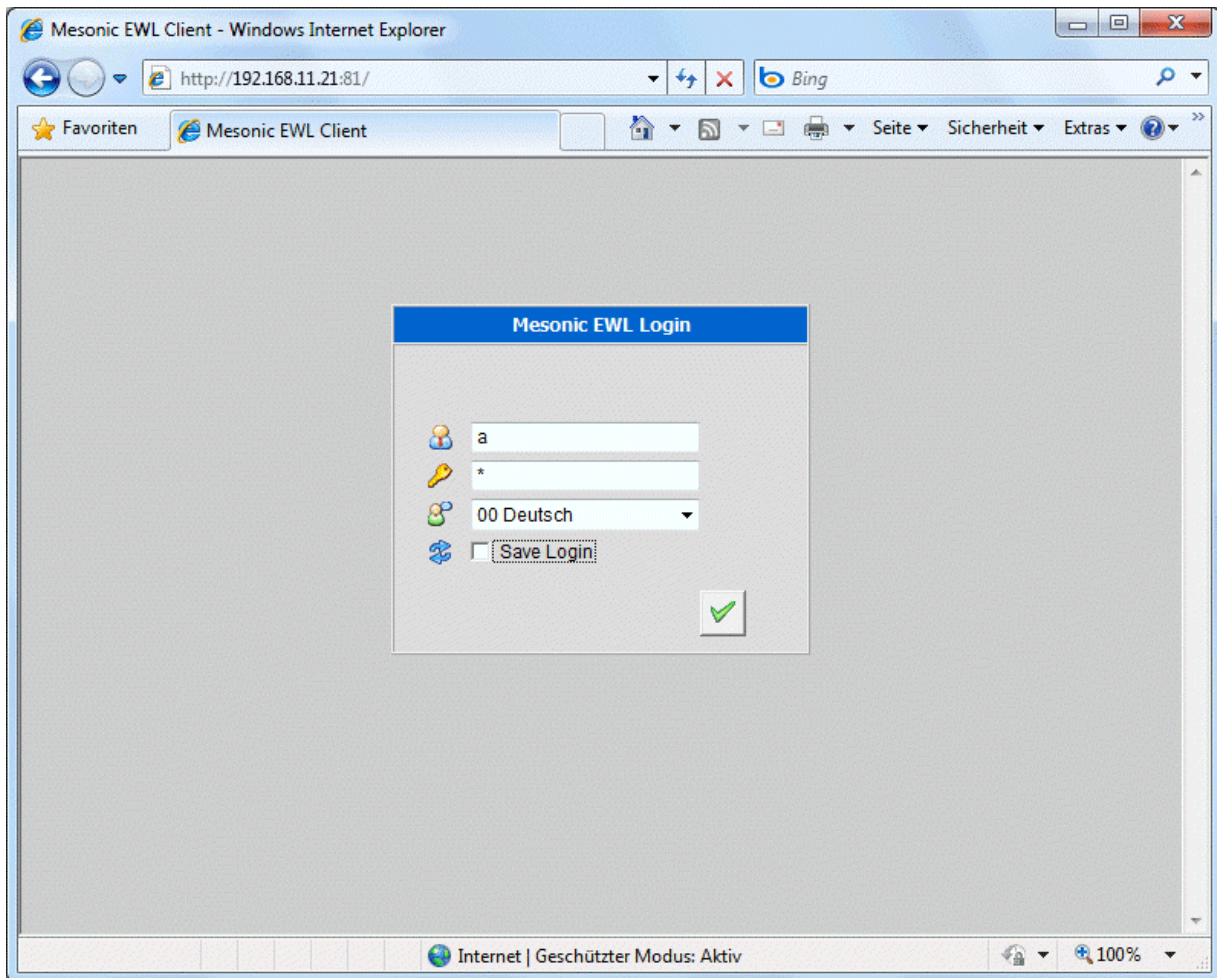 Mesonic EWL Client - Windows Internet Explorer
http://192.168.11.21:81/
Bing
Favoriten
Mesonic EWL Client
Seite
Sicherheit
Extras
Mesonic EWL Login
a
*
00 Deutsch
Save Login
Internet | Geschützter Modus: Aktiv
100%